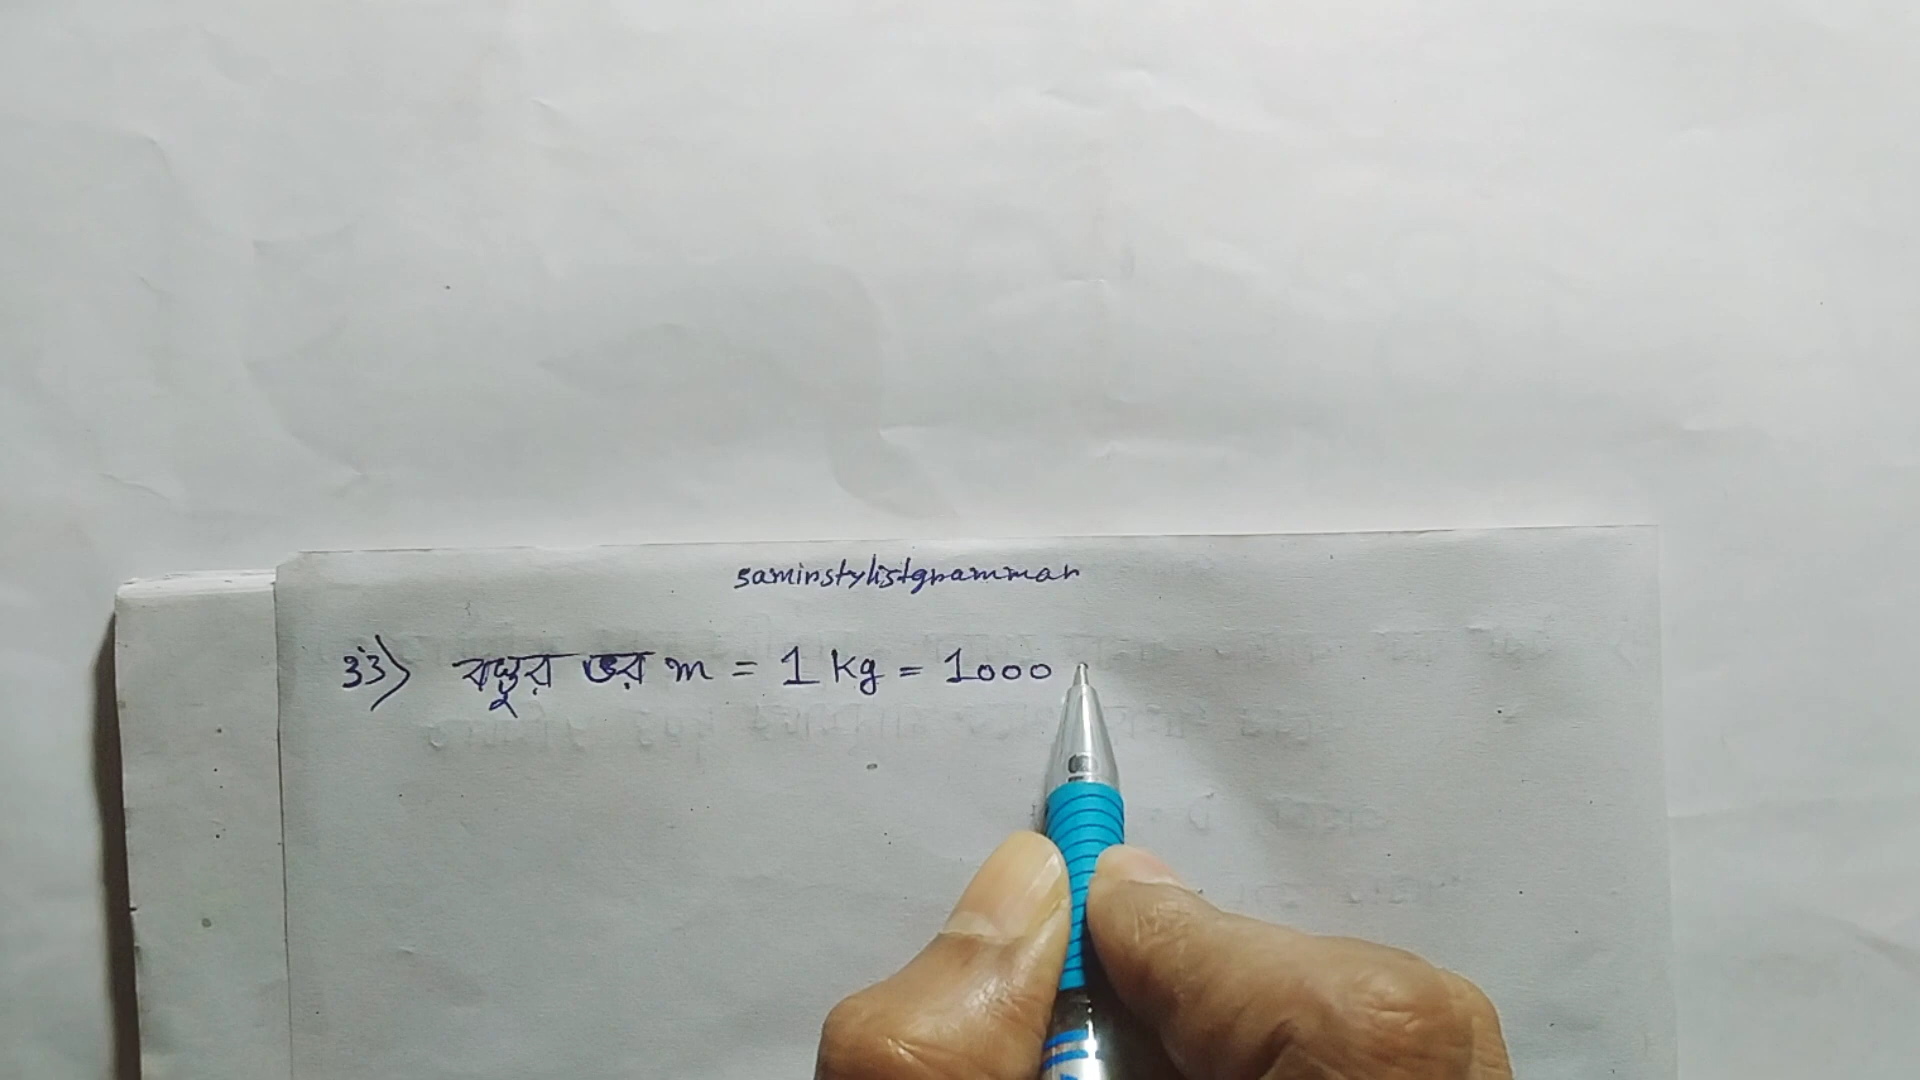 saminstylistgrammar
33) বস্তুর ভর m = 1 kg = 1000